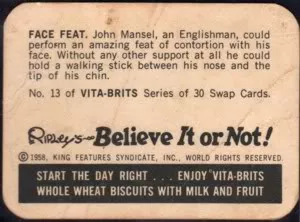 FACE FEAT. John Mansel, an Englishman, could
perform an amazing feat of contortion with his
face. Without any other support at all he could
hold a walking stick between his nose and the
tip of his chin.
No. 13 of VITA-BRITS Series of 30 Swap Cards.
Ripley's Believe It or Not!
© 1958, KING FEATURES SYNDICATE, INC., WORLD RIGHTS RESERVED.
START THE DAY RIGHT . . . ENJOY VITA-BRITS
WHOLE WHEAT BISCUITS WITH MILK AND FRUIT